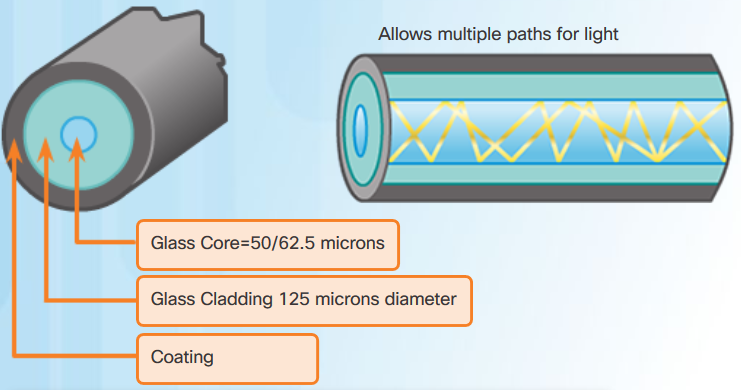 Allows multiple paths for light
Glass Core=50/62.5 microns
Glass Cladding 125 microns diameter
Coating